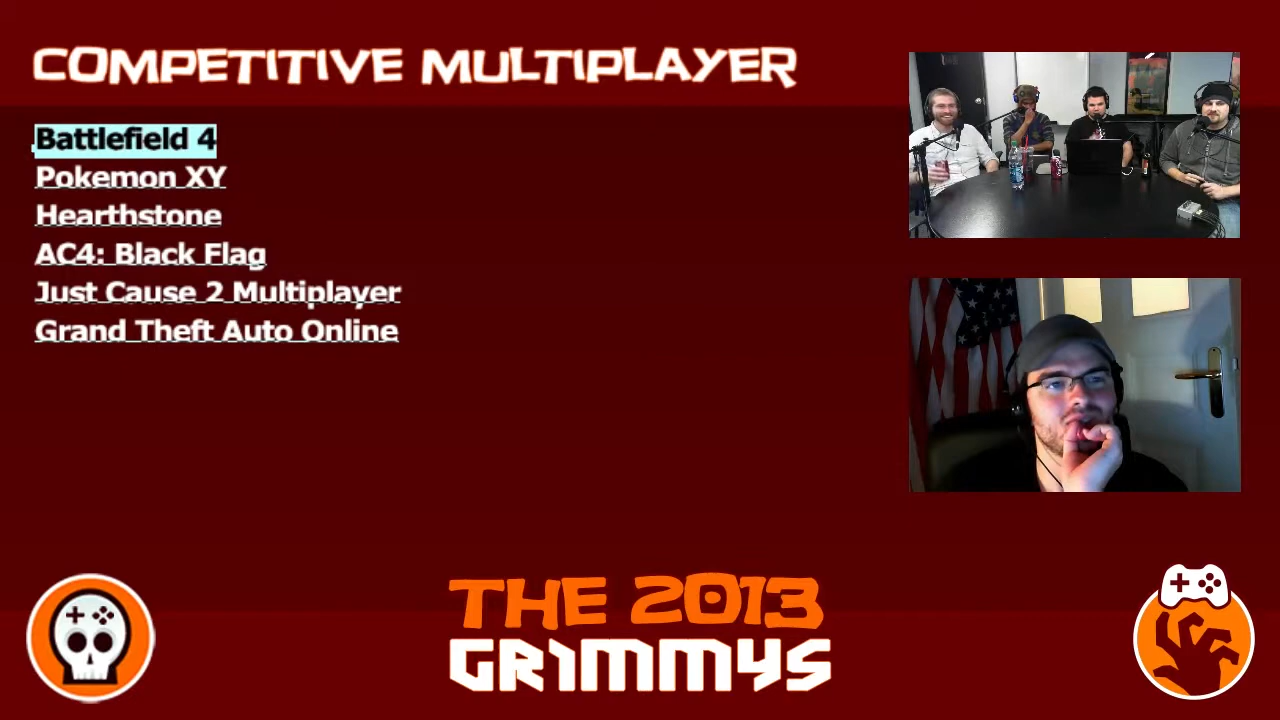 COMPETITIVE MULTIPLAYER
Battlefield 4
Pokemon XY
Hearthstone
AC4: Black Flag
Just Cause 2 Multiplayer
Grand Theft Auto Online
THE 2013
GR1MM4S